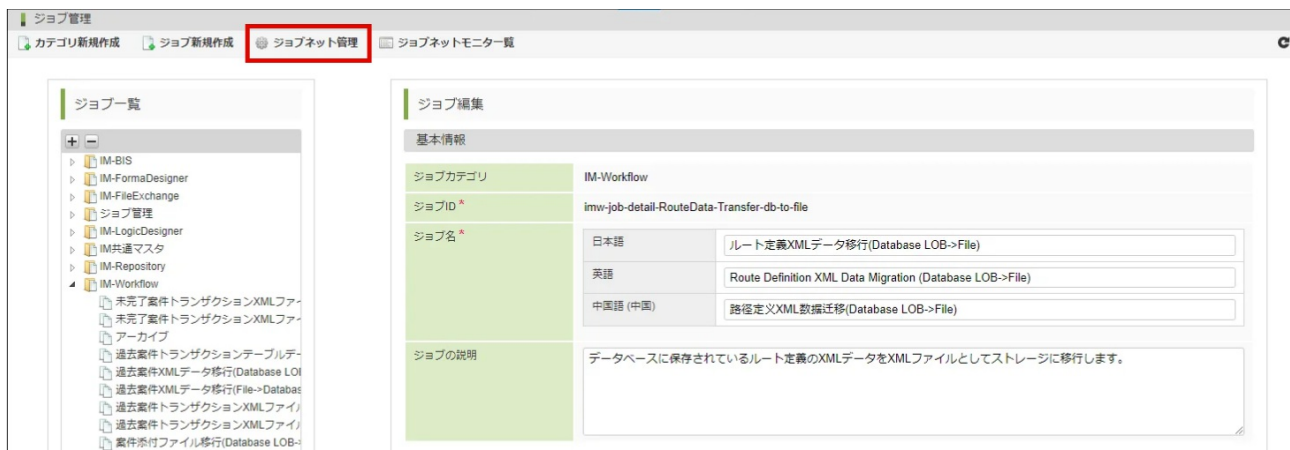 ジョブ管理
カテゴリ新規作成 ジョブ新規作成 ジョブネット管理 ジョブネットモニター覧
ジョブ一覧
IM-BIS
IM-FormaDesigner
IM-FileExchange
ジョブ管理
IM-LogicDesigner
IM共通マスタ
IM-Repository
IM-Workflow
未完了案件トランザクションXMLファ
未完了案件トランザクションXMLファ
アーカイブ
過去案件トランザクションテーブルデー
過去案件XMLデータ移行(Database LO
過去案件XMLデータ移行(File->Databas
過去案件トランザクションXMLファイ
過去案件トランザクションXMLファイ
案件添付ファイル移行(Database LOB-
ジョブ編集
基本情報
ジョブカテゴリ IM-Workflow
ジョブID* imw-job-detail-RouteData-Transfer-db-to-file
ジョブ名*
日本語 ルート定義XMLデータ移行(Database LOB->File)
英語 Route Definition XML Data Migration (Database LOB->File)
中国語 (中国) 路径定义XML数据迁移(Database LOB->File)
ジョブの説明 データベースに保存されているルート定義のXMLデータをXMLファイルとしてストレージに移行します。